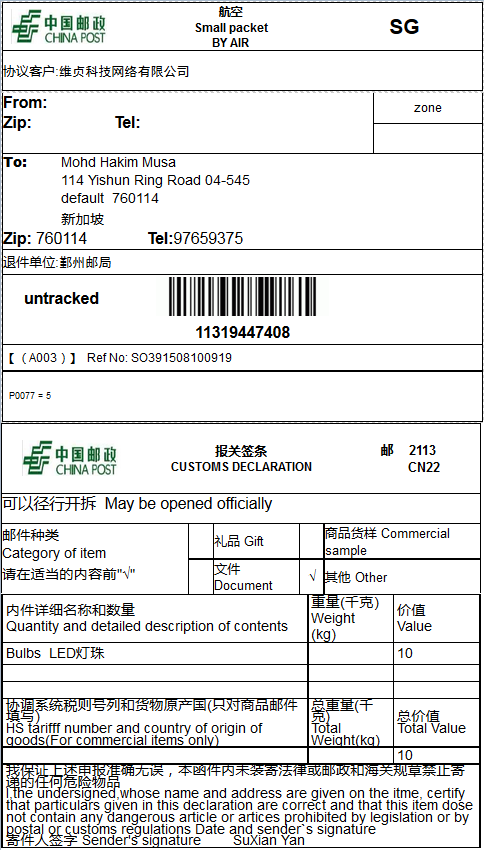 中国邮政
CHINA POST
航空
Small packet
BY AIR
SG
协议客户:维贞科技网络有限公司
From:
Zip: Tel:
zone
To: Mohd Hakim Musa
114 Yishun Ring Road 04-545
default 760114
新加坡
Zip: 760114 Tel:97659375
退件单位:鄞州邮局
untracked
11319447408
【（A003）】 Ref No: SO391508100919
P0077 = 5
中国邮政
CHINA POST
报关签条
CUSTOMS DECLARATION
邮 2113
CN22
可以径行开拆 May be opened officially
邮件种类
Category of item
请在适当的内容前"√"
礼品 Gift
商品货样 Commercial
sample
文件
Document
√ 其他 Other
内件详细名称和数量
Quantity and detailed description of contents
重量(千克)
Weight
(kg)
价值
Value
Bulbs LED灯珠 10
协调系统税则号列和货物原产国(只对商品邮件
填写)
HS tarifff number and country of origin of
goods(For commercial items only)
总重量(千
克)
Total
Weight(kg)
总价值
Total Value
10
我保证上述申报准确无误，本函件内未装寄法律或邮政和海关规章禁止寄
递的任何危险物品
I,the undersigned,whose name and address are given on the itme, certify
that particulars given in this declaration are correct and that this item dose
not contain any dangerous article or artices prohibited by legislation or by
postal or customs regulations Date and sender`s signature
寄件人签字 Sender's signature SuXian Yan